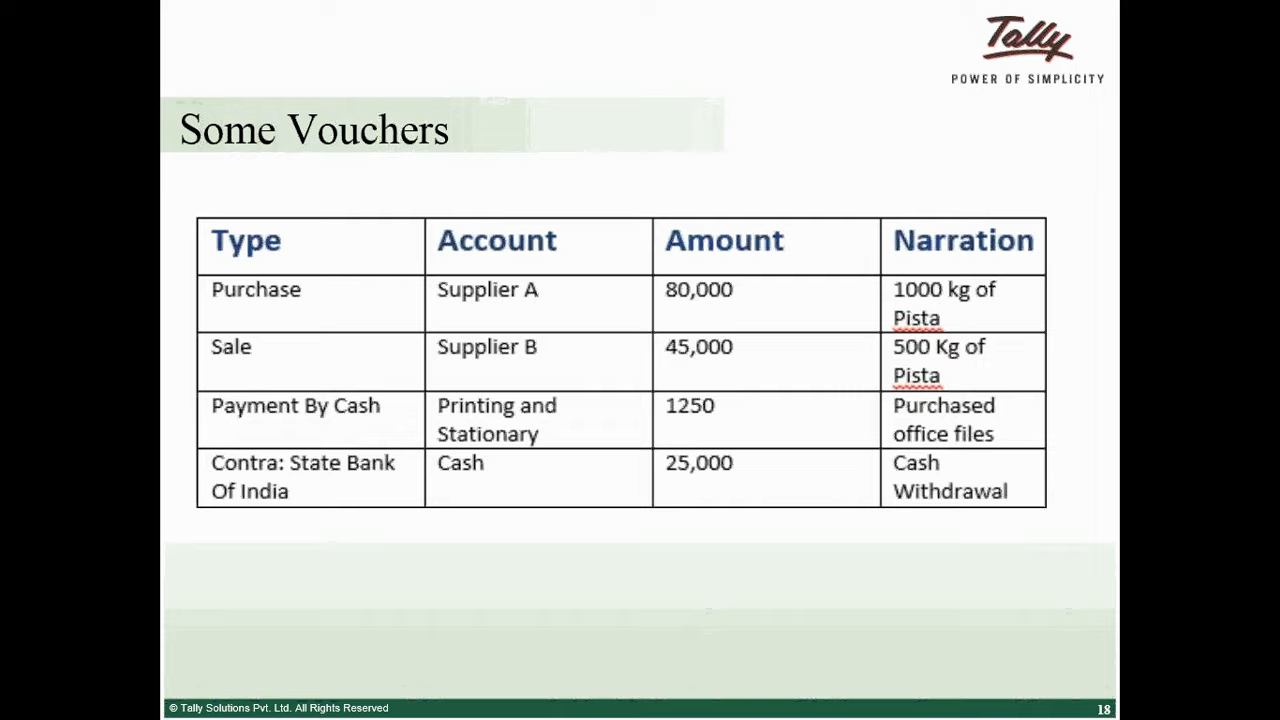 Tally
POWER OF SIMPLICITY
Some Vouchers
Type Account Amount Narration
Purchase Supplier A 80,000 1000 kg of
Pista
Sale Supplier B 45,000 500 Kg of
Pista
Payment By Cash Printing and 1250 Purchased
Stationary office files
Contra: State Bank Cash 25,000 Cash
Of India Withdrawal
© Tally Solutions Pvt. Ltd. All Rights Reserved 18